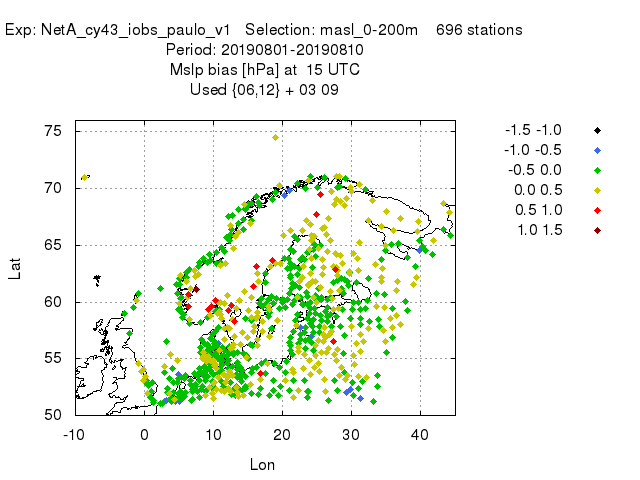 Exp: NetA_cy43_iobs_paulo_v1 Selection: masl_0-200m 696 stations
Period: 20190801-20190810
Mslp bias [hPa] at 15 UTC
Used {06,12} + 03 09
75
70
65
60
55
50
Lat
-10 0 10 20 30 40
Lon
-1.5 -1.0
-1.0 -0.5
-0.5 0.0
0.0 0.5
0.5 1.0
1.0 1.5